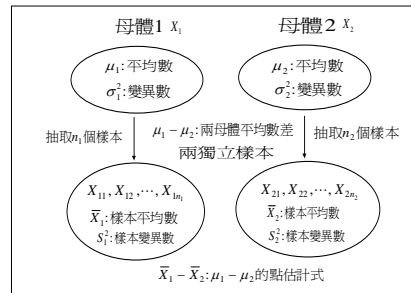 母體1 X₁ 母體2 X₂
μ₁:平均數 μ₂:平均數
σ₁²:變異數 σ₂²:變異數
抽取n₁個樣本 μ₁ − μ₂:兩母體平均數差 抽取n₂個樣本
兩獨立樣本
X₁₁, X₁₂, ⋯, X₁ₙ₁ X₂₁, X₂₂, ⋯, X₂ₙ₂
X̅₁:樣本平均數 X̅₂:樣本平均數
S₁²:樣本變異數 S₂²:樣本變異數
X̅₁ − X̅₂:μ₁ − μ₂的點估計式